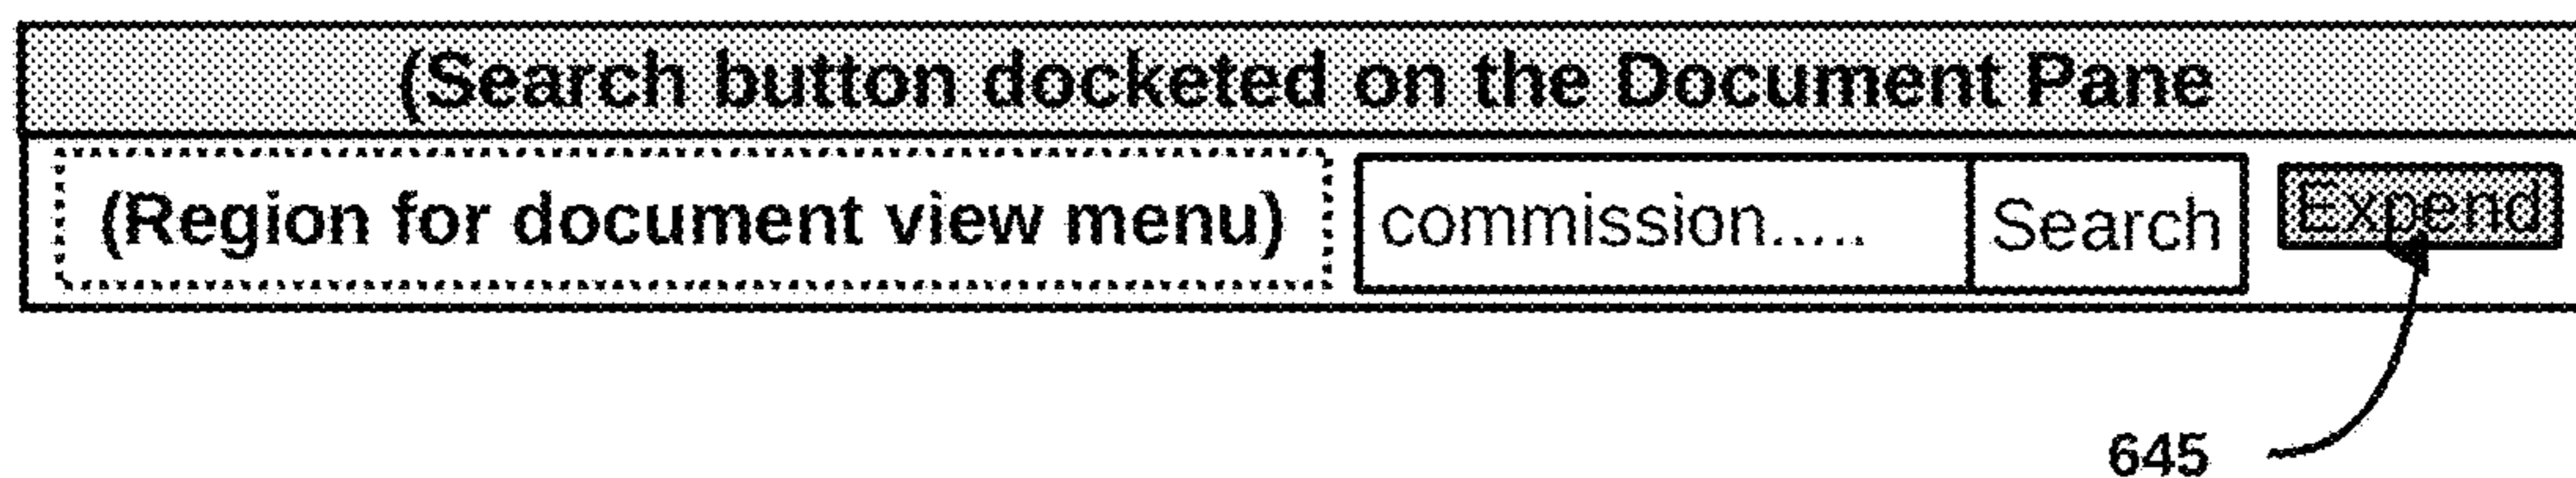 (Search button docketed on the Document Pane
(Region for document view menu) commission..... Search Expend
645